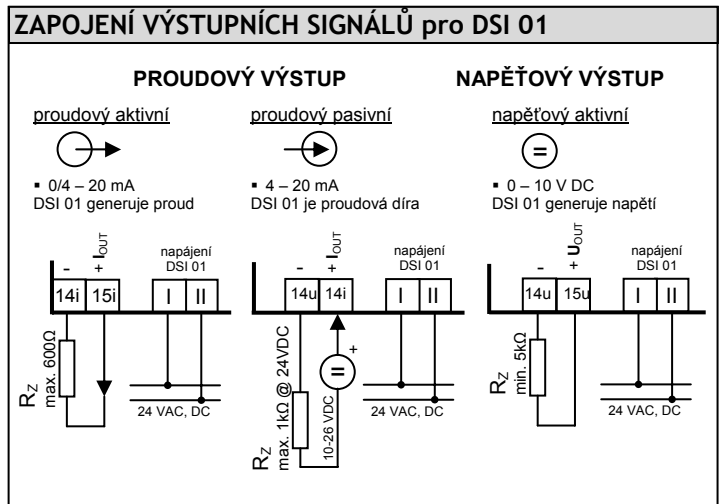 ZAPOJENÍ VÝSTUPNÍCH SIGNÁLŮ pro DSI 01
PROUDOVÝ VÝSTUP
NAPĚŤOVÝ VÝSTUP
proudový aktivní
proudový pasivní
napěťový aktivní
=
▪ 0/4 – 20 mA
DSI 01 generuje proud
▪ 4 – 20 mA
DSI 01 je proudová díra
▪ 0 – 10 V DC
DSI 01 generuje napětí
- + IOUT
napájení
DSI 01
14i 15i I II
RZ
max. 600Ω
24 VAC, DC
- + IOUT
napájení
DSI 01
14u 14i I II
RZ
max. 1kΩ @ 24VDC
10-26 VDC
= +
24 VAC, DC
- + UOUT
napájení
DSI 01
14u 15u I II
RZ
min. 5kΩ
24 VAC, DC